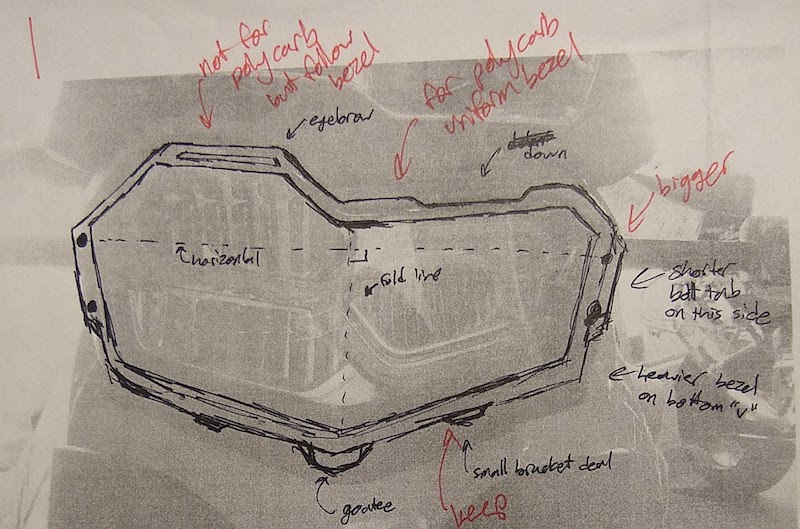 1
not for
polycarb
but follow
bezel
for polycarb
uniform bezel
eyebrow
down
bigger
horizontal
fold line
shorter
bolt tab
on this side
heavier bezel
on bottom "v"
small bracket deal
keep
goatee